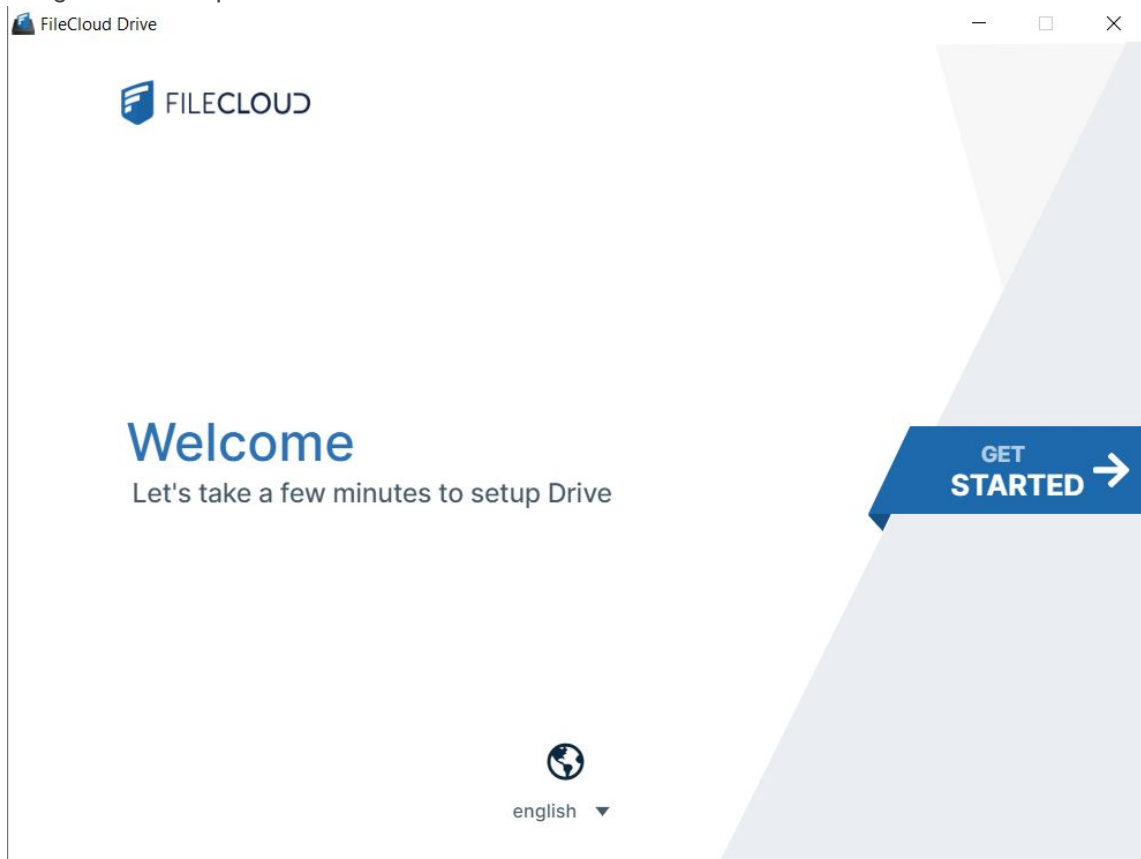 FileCloud Drive
FILECLOUD
Welcome
Let's take a few minutes to setup Drive
GET
STARTED
english